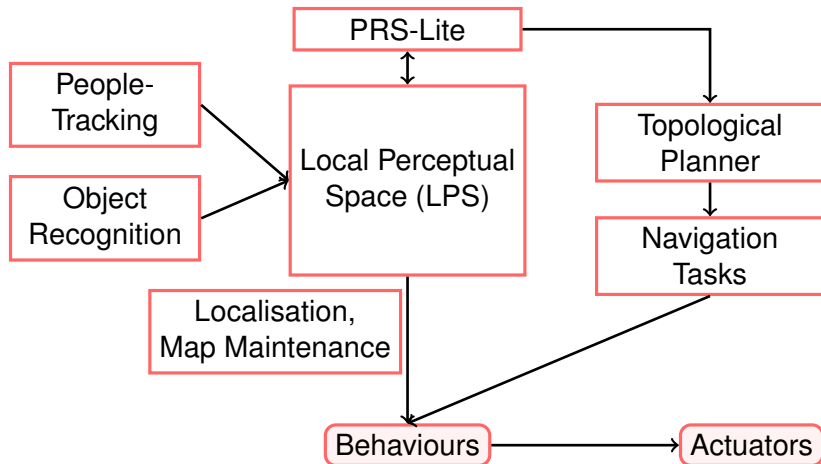 PRS-Lite
People-
Tracking
Object
Recognition
Local Perceptual
Space (LPS)
Topological
Planner
Navigation
Tasks
Localisation,
Map Maintenance
Behaviours
Actuators